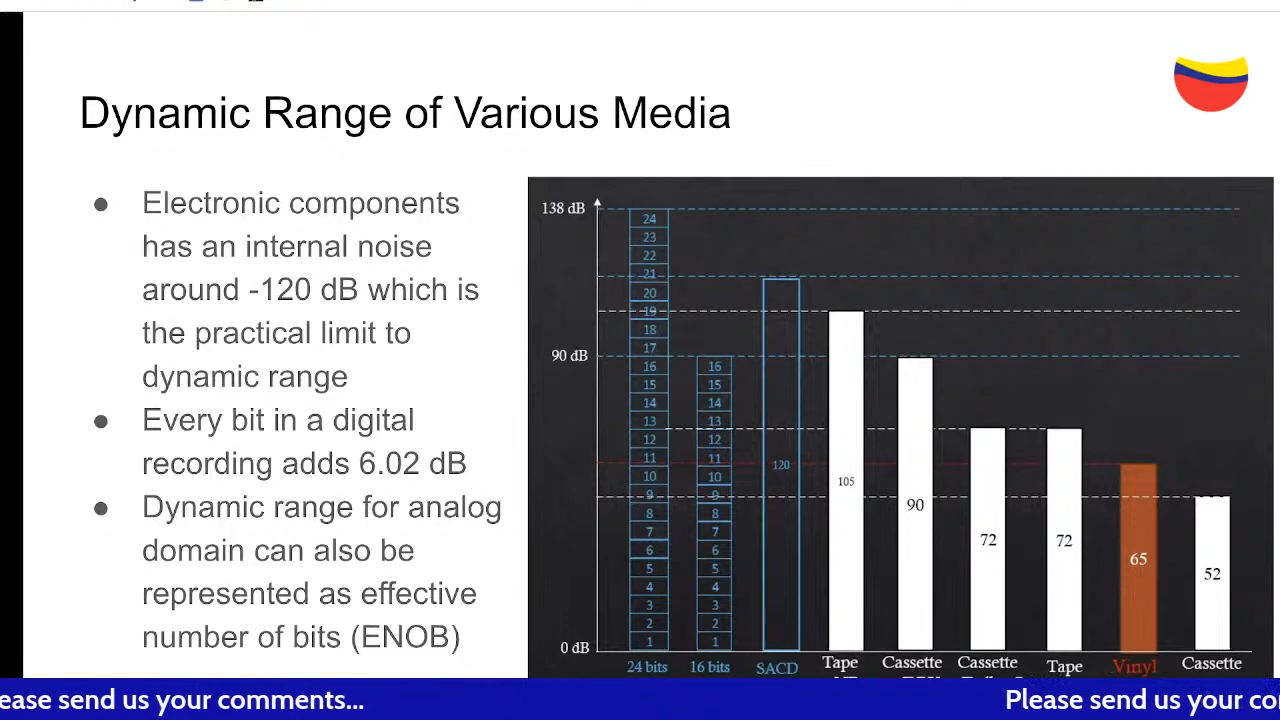 Dynamic Range of Various Media
● Electronic components
has an internal noise
around -120 dB which is
the practical limit to
dynamic range
● Every bit in a digital
recording adds 6.02 dB
● Dynamic range for analog
domain can also be
represented as effective
number of bits (ENOB)
138 dB
90 dB
0 dB
24
23
22
21
20
19
18
17
16
15
14
13
12
11
10
9
8
7
6
5
4
3
2
1
16
15
14
13
12
11
10
9
8
7
6
5
4
3
2
1
120
105
90
72
72
65
52
24 bits 16 bits SACD Tape Cassette Cassette Tape Vinyl Cassette
ease send us your comments... Please send us your co